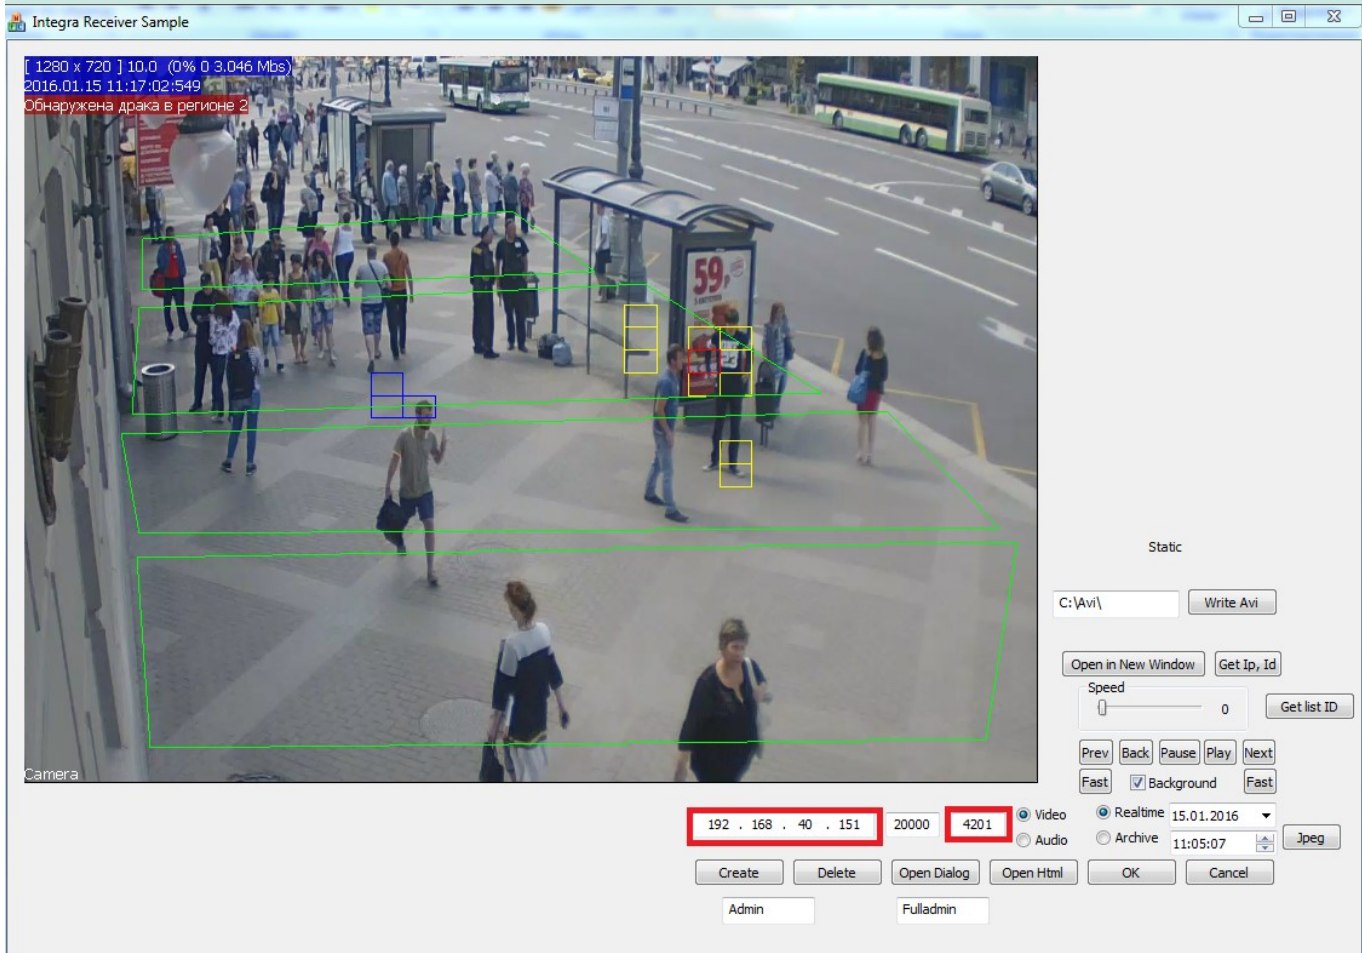 Integra Receiver Sample
[ 1280 x 720 ] 10.0 (0% 0 3.046 Mbs)
2016.01.15 11:17:02:549
Обнаружена драка в регионе 2
59 р
Camera
Static
C:\Avi\ Write Avi
Open in New Window Get Ip, Id
Speed
0 Get list ID
Prev Back Pause Play Next
Fast Background Fast
192 . 168 . 40 . 151 20000 4201 Video Realtime 15.01.2016
Audio Archive 11:05:07 Jpeg
Create Delete Open Dialog Open Html OK Cancel
Admin Fulladmin